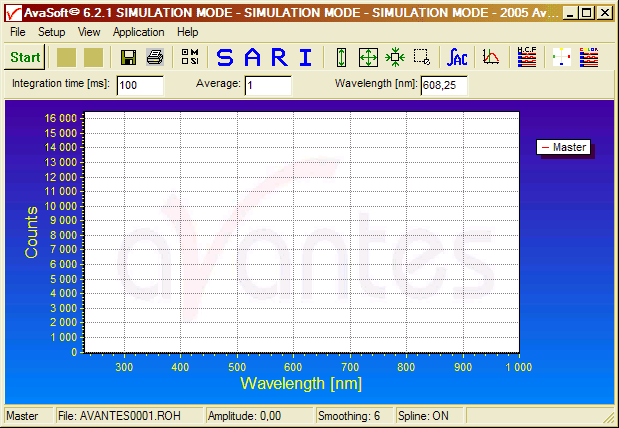 AvaSoft© 6.2.1 SIMULATION MODE - SIMULATION MODE - SIMULATION MODE - 2005 Av...
File Setup View Application Help
Start S A R I H.C.F COLOR
Integration time [ms]: 100 Average: 1 Wavelength [nm]: 608,25
16 000
15 000
14 000
13 000
12 000
11 000
10 000
9 000
8 000
7 000
6 000
5 000
4 000
3 000
2 000
1 000
0
Counts
avantes
Master
300 400 500 600 700 800 900 1 000
Wavelength [nm]
Master File: AVANTES0001.ROH Amplitude: 0,00 Smoothing: 6 Spline: ON